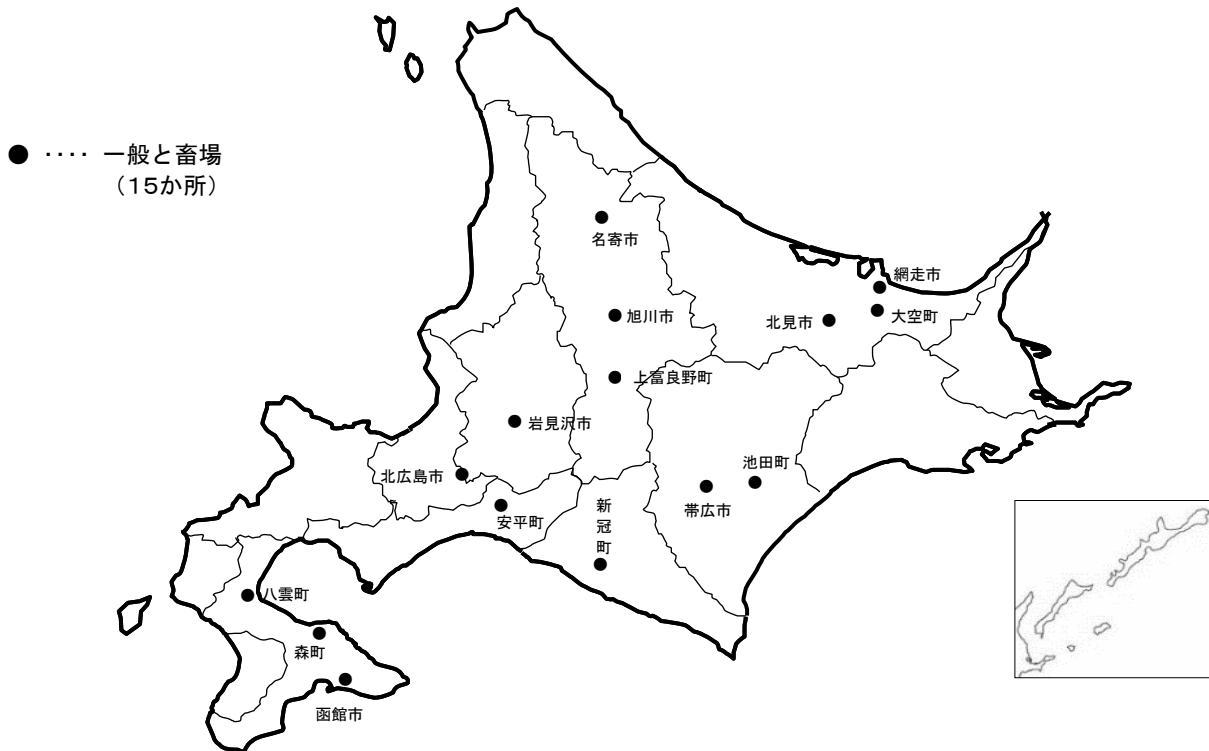 ● ‥‥ 一般と畜場
（15か所）
名寄市
網走市
旭川市
北見市
大空町
上富良野町
岩見沢市
池田町
北広島市
帯広市
新冠町
安平町
八雲町
森町
函館市